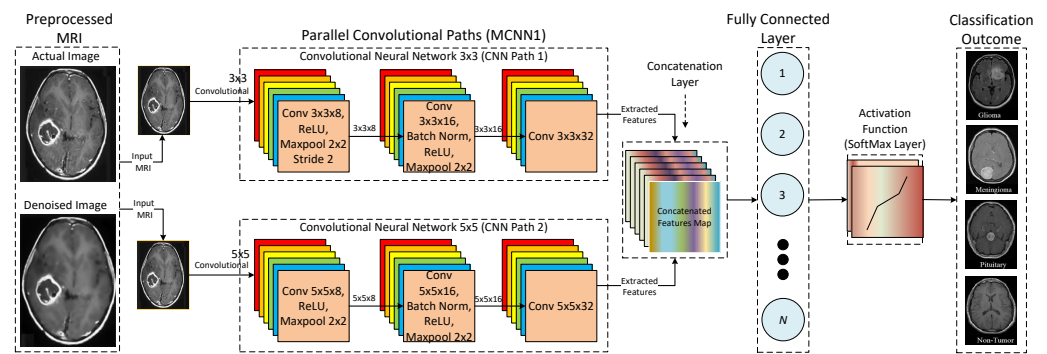 Preprocessed
MRI
Actual Image
Input
MRI
Denoised Image
Input
MRI
Parallel Convolutional Paths (MCNN1)
Convolutional Neural Network 3x3 (CNN Path 1)
3x3
Convolutional
Conv 3x3x8,
ReLU,
Maxpool 2x2
Stride 2
3x3x8
Conv
3x3x16,
Batch Norm,
ReLU,
Maxpool 2x2
3x3x16
Conv 3x3x32
Extracted
Features
Convolutional Neural Network 5x5 (CNN Path 2)
5x5
Convolutional
Conv 5x5x8,
ReLU,
Maxpool 2x2
5x5x8
Conv
5x5x16,
Batch Norm,
ReLU,
Maxpool 2x2
5x5x16
Conv 5x5x32
Extracted
Features
Concatenation
Layer
Concatenated
Features Map
Fully Connected
Layer
1
2
3
N
Activation
Function
(SoftMax Layer)
Classification
Outcome
Glioma
Meningioma
Pituitary
Non-Tumor